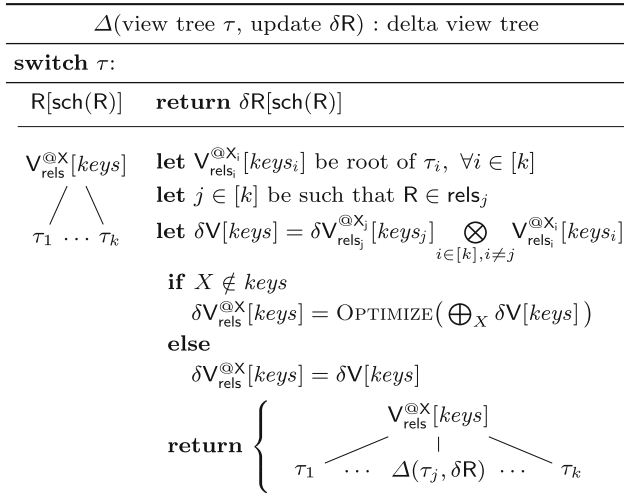 Δ(view tree τ, update δR) : delta view tree
switch τ:
R[sch(R)] return δR[sch(R)]
V^{@X}_{rels}[keys] let V^{@X_i}_{rels_i}[keys_i] be root of τ_i, ∀i ∈ [k]
let j ∈ [k] be such that R ∈ rels_j
τ_1 ... τ_k let δV[keys] = δV^{@X_j}_{rels_j}[keys_j] ⊗_{i∈[k],i≠j} V^{@X_i}_{rels_i}[keys_i]
if X ∉ keys
δV^{@X}_{rels}[keys] = OPTIMIZE(⊕_X δV[keys])
else
δV^{@X}_{rels}[keys] = δV[keys]
return { V^{@X}_{rel}[keys]
τ_1 ... Δ(τ_j, δR) ... τ_k